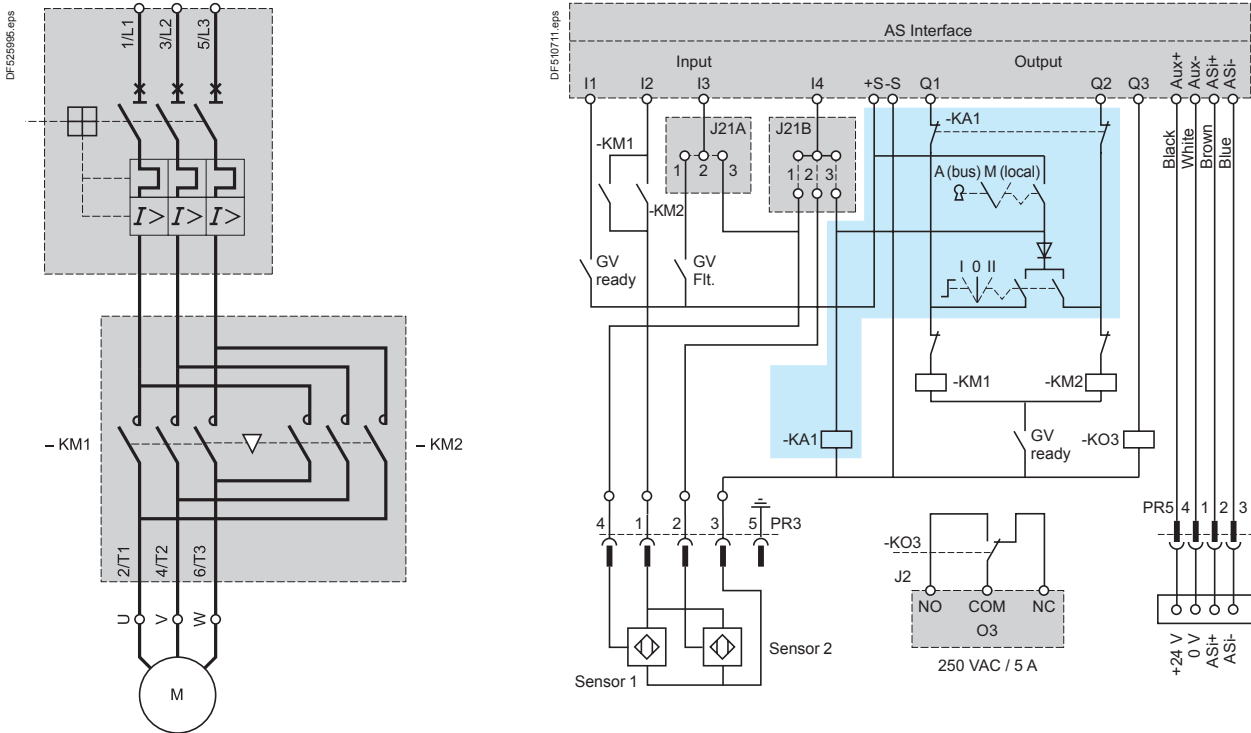 DF525995.eps
1/L1
3/L2
5/L3
I> I> I>
– KM1
– KM2
2/T1
4/T2
6/T3
U
V
W
M
DF510711.eps
AS Interface
Input
Output
I1 I2 I3 I4 +S -S Q1 Q2 Q3
Aux+
Aux-
ASi+
ASi-
Black
White
Brown
Blue
-KM1
J21A
J21B
-KA1
1 2 3
1 2 3
A (bus) M (local)
-KM2
GV
ready
GV
Flt.
I 0 II
-KM1
-KM2
-KA1
GV
ready
-KO3
4 1 2 3 5 PR3
PR5 4 1 2 3
-KO3
J2
NO COM NC
O3
250 VAC / 5 A
Sensor 1
Sensor 2
+24 V
0 V
ASi+
ASi-